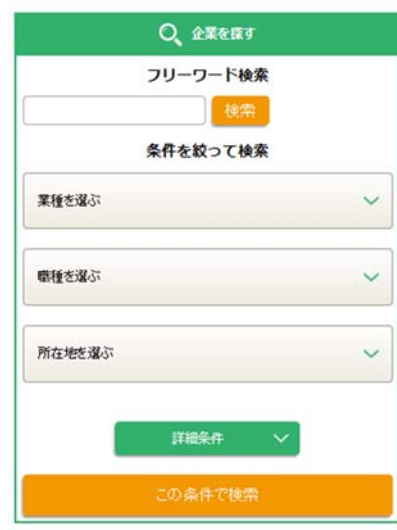 企業を探す
フリーワード検索
検索
条件を絞って検索
業種を選ぶ
職種を選ぶ
所在地を選ぶ
詳細条件
この条件で検索